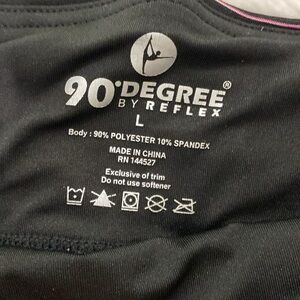 90°DEGREE®
BY REFLEX
L
Body : 90% POLYESTER 10% SPANDEX
MADE IN CHINA
RN 144527
Exclusive of trim
Do not use softener